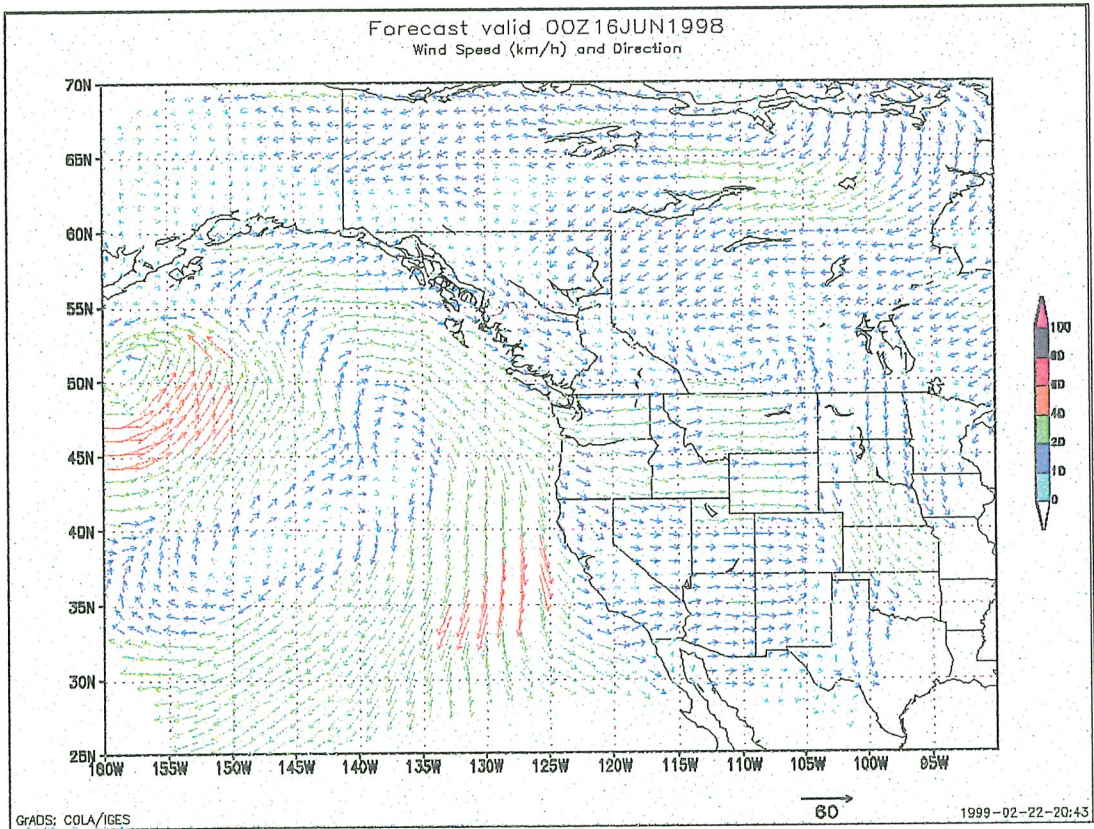 Forecast valid 00Z16JUN1998
Wind Speed (km/h) and Direction
70N
65N
60N
55N
50N
45N
40N
35N
30N
25N
160W 155W 150W 145W 140W 135W 130W 125W 120W 115W 110W 105W 100W 95W
100
80
60
40
20
10
0
60
GrADS: COLA/IGES
1999-02-22-20:43